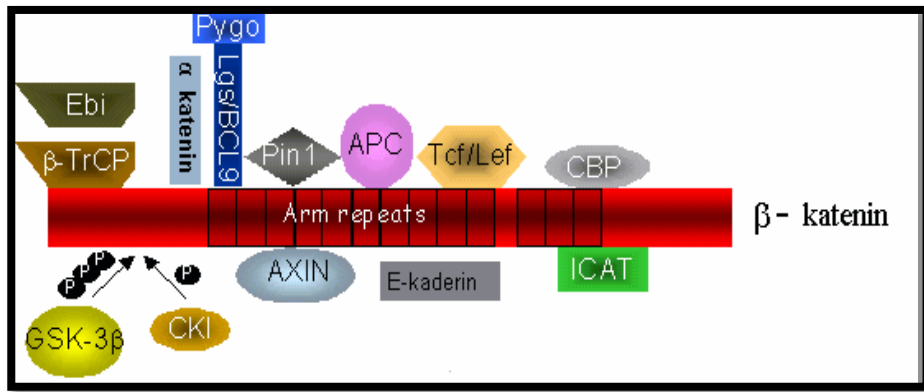 Pygo
Lgs/BCL9
α katenin
Ebi
β-TrCP
Pin1
APC
Tcf/Lef
CBP
Arm repeats
β- katenin
AXIN
E-kaderin
ICAT
P P P
P
GSK-3β
CKI